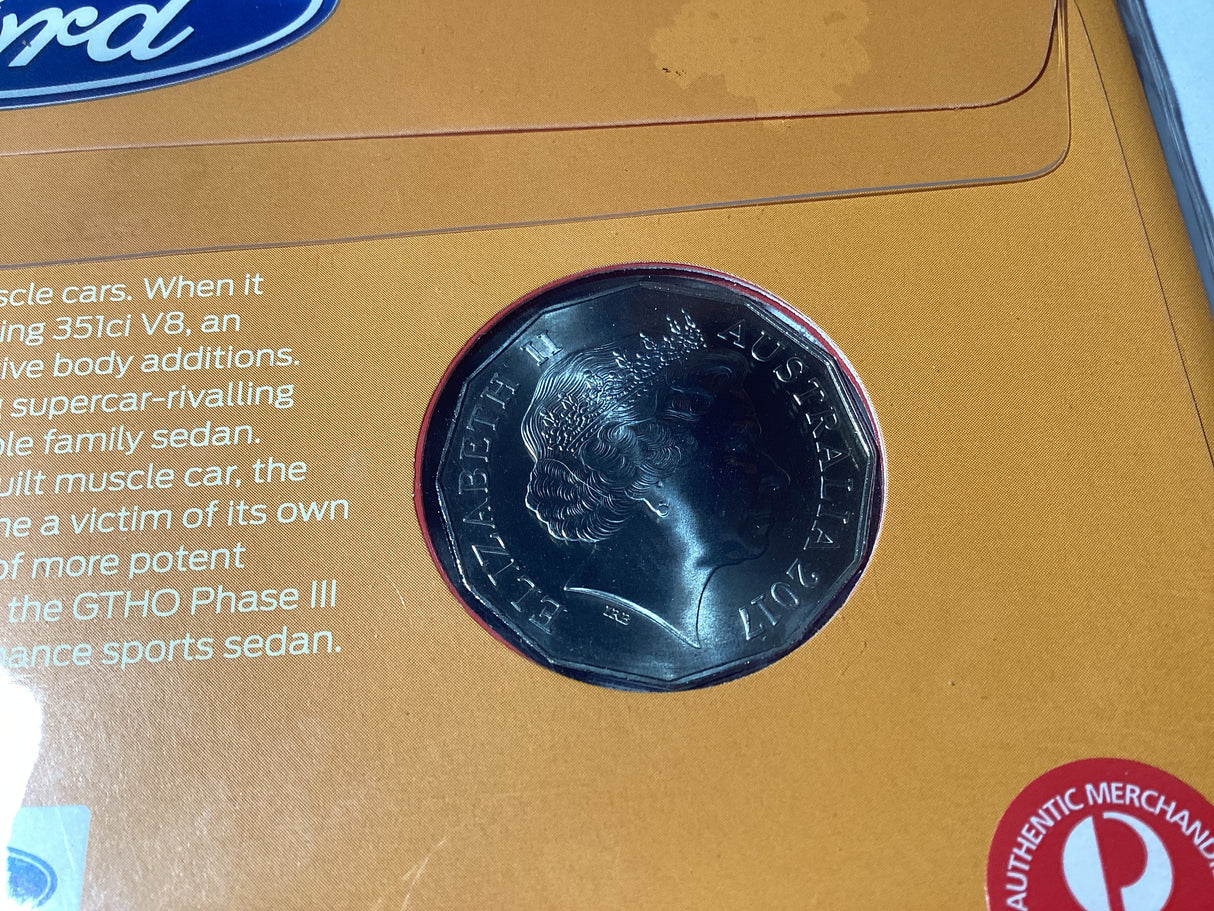 ord
scle cars. When it
ing 351ci V8, an
ive body additions.
supercar-rivalling
ole family sedan.
uilt muscle car, the
ne a victim of its own
of more potent
the GTHO Phase III
ance sports sedan.
ELIZABETH II
AUSTRALIA 2017
IRB
AUTHENTIC MERCHANDI